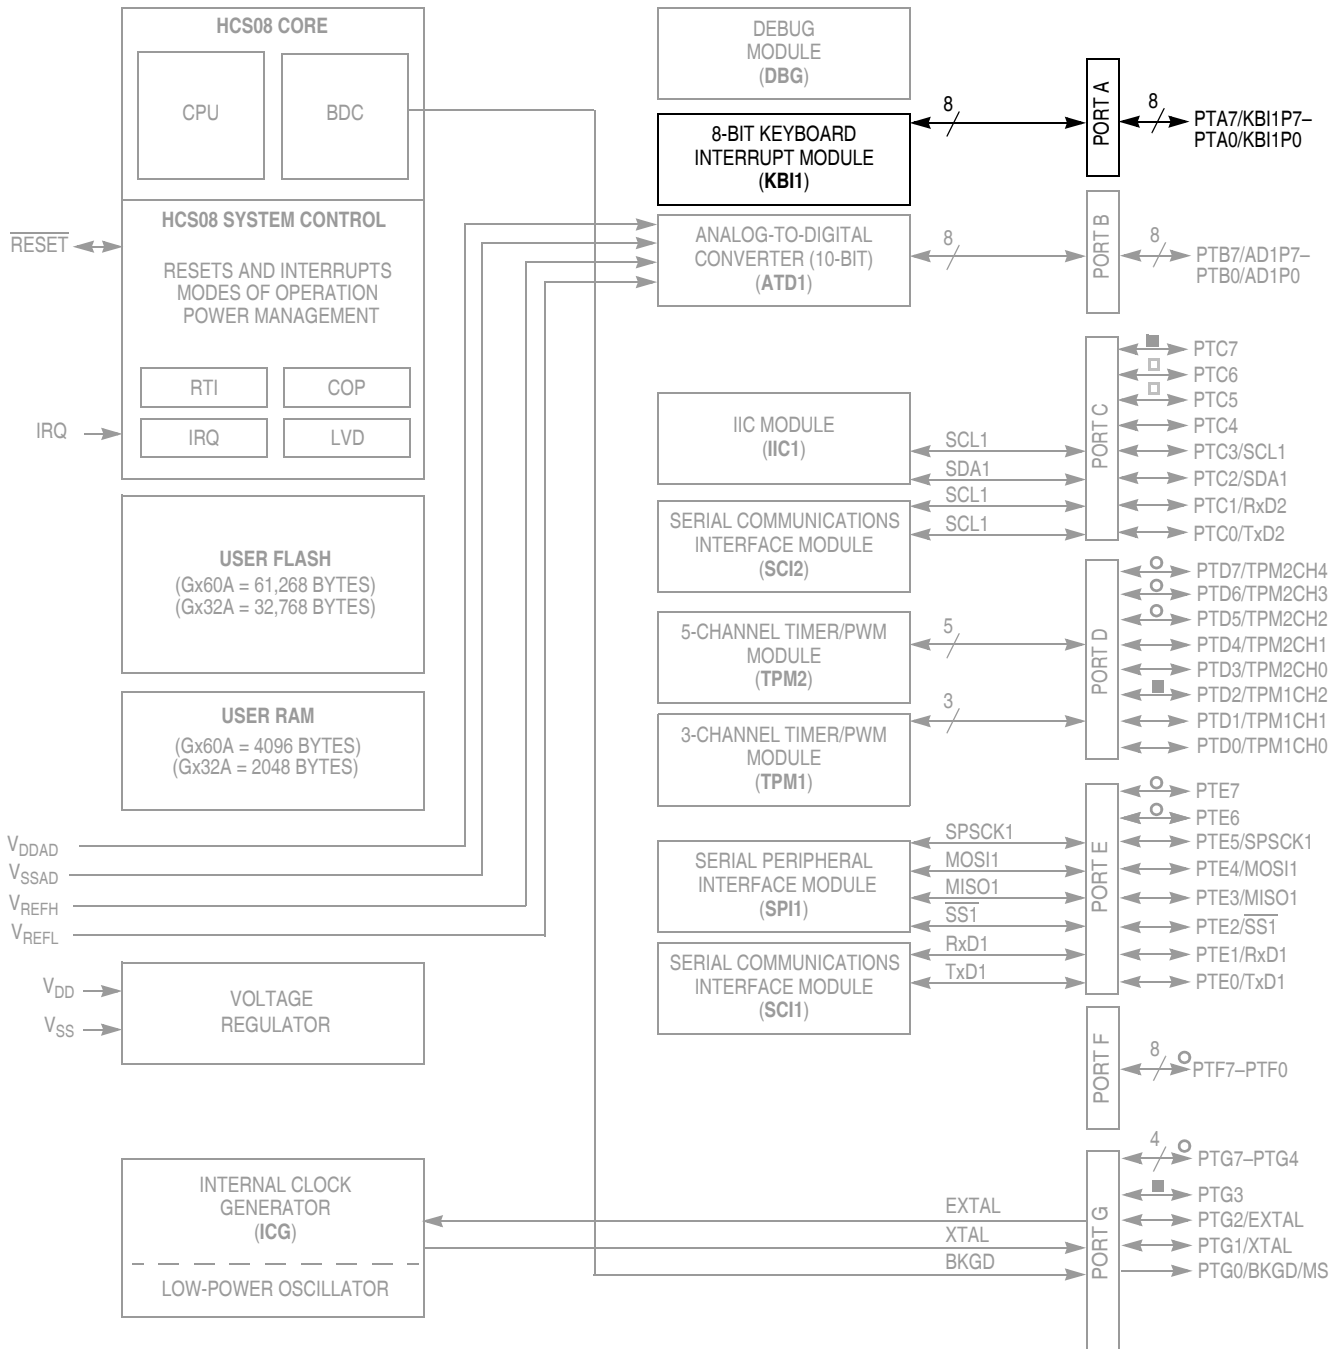 HCS08 CORE
CPU
BDC
HCS08 SYSTEM CONTROL
RESETS AND INTERRUPTS
MODES OF OPERATION
POWER MANAGEMENT
RTI
COP
IRQ
LVD
RESET
IRQ
USER FLASH
(Gx60A = 61,268 BYTES)
(Gx32A = 32,768 BYTES)
USER RAM
(Gx60A = 4096 BYTES)
(Gx32A = 2048 BYTES)
VDDAD
VSSAD
VREFH
VREFL
VDD
VSS
VOLTAGE
REGULATOR
INTERNAL CLOCK
GENERATOR
(ICG)
LOW-POWER OSCILLATOR
DEBUG
MODULE
(DBG)
8-BIT KEYBOARD
INTERRUPT MODULE
(KBI1)
8
ANALOG-TO-DIGITAL
CONVERTER (10-BIT)
(ATD1)
8
IIC MODULE
(IIC1)
SCL1
SDA1
SERIAL COMMUNICATIONS
INTERFACE MODULE
(SCI2)
SCL1
SCL1
5-CHANNEL TIMER/PWM
MODULE
(TPM2)
5
3-CHANNEL TIMER/PWM
MODULE
(TPM1)
3
SERIAL PERIPHERAL
INTERFACE MODULE
(SPI1)
SPSCK1
MOSI1
MISO1
SS1
SERIAL COMMUNICATIONS
INTERFACE MODULE
(SCI1)
RxD1
TxD1
EXTAL
XTAL
BKGD
PORT A
8
PTA7/KBI1P7–
PTA0/KBI1P0
PORT B
8
PTB7/AD1P7–
PTB0/AD1P0
PORT C
PTC7
PTC6
PTC5
PTC4
PTC3/SCL1
PTC2/SDA1
PTC1/RxD2
PTC0/TxD2
PORT D
PTD7/TPM2CH4
PTD6/TPM2CH3
PTD5/TPM2CH2
PTD4/TPM2CH1
PTD3/TPM2CH0
PTD2/TPM1CH2
PTD1/TPM1CH1
PTD0/TPM1CH0
PORT E
PTE7
PTE6
PTE5/SPSCK1
PTE4/MOSI1
PTE3/MISO1
PTE2/SS1
PTE1/RxD1
PTE0/TxD1
PORT F
8
PTF7–PTF0
PORT G
4
PTG7–PTG4
PTG3
PTG2/EXTAL
PTG1/XTAL
PTG0/BKGD/MS